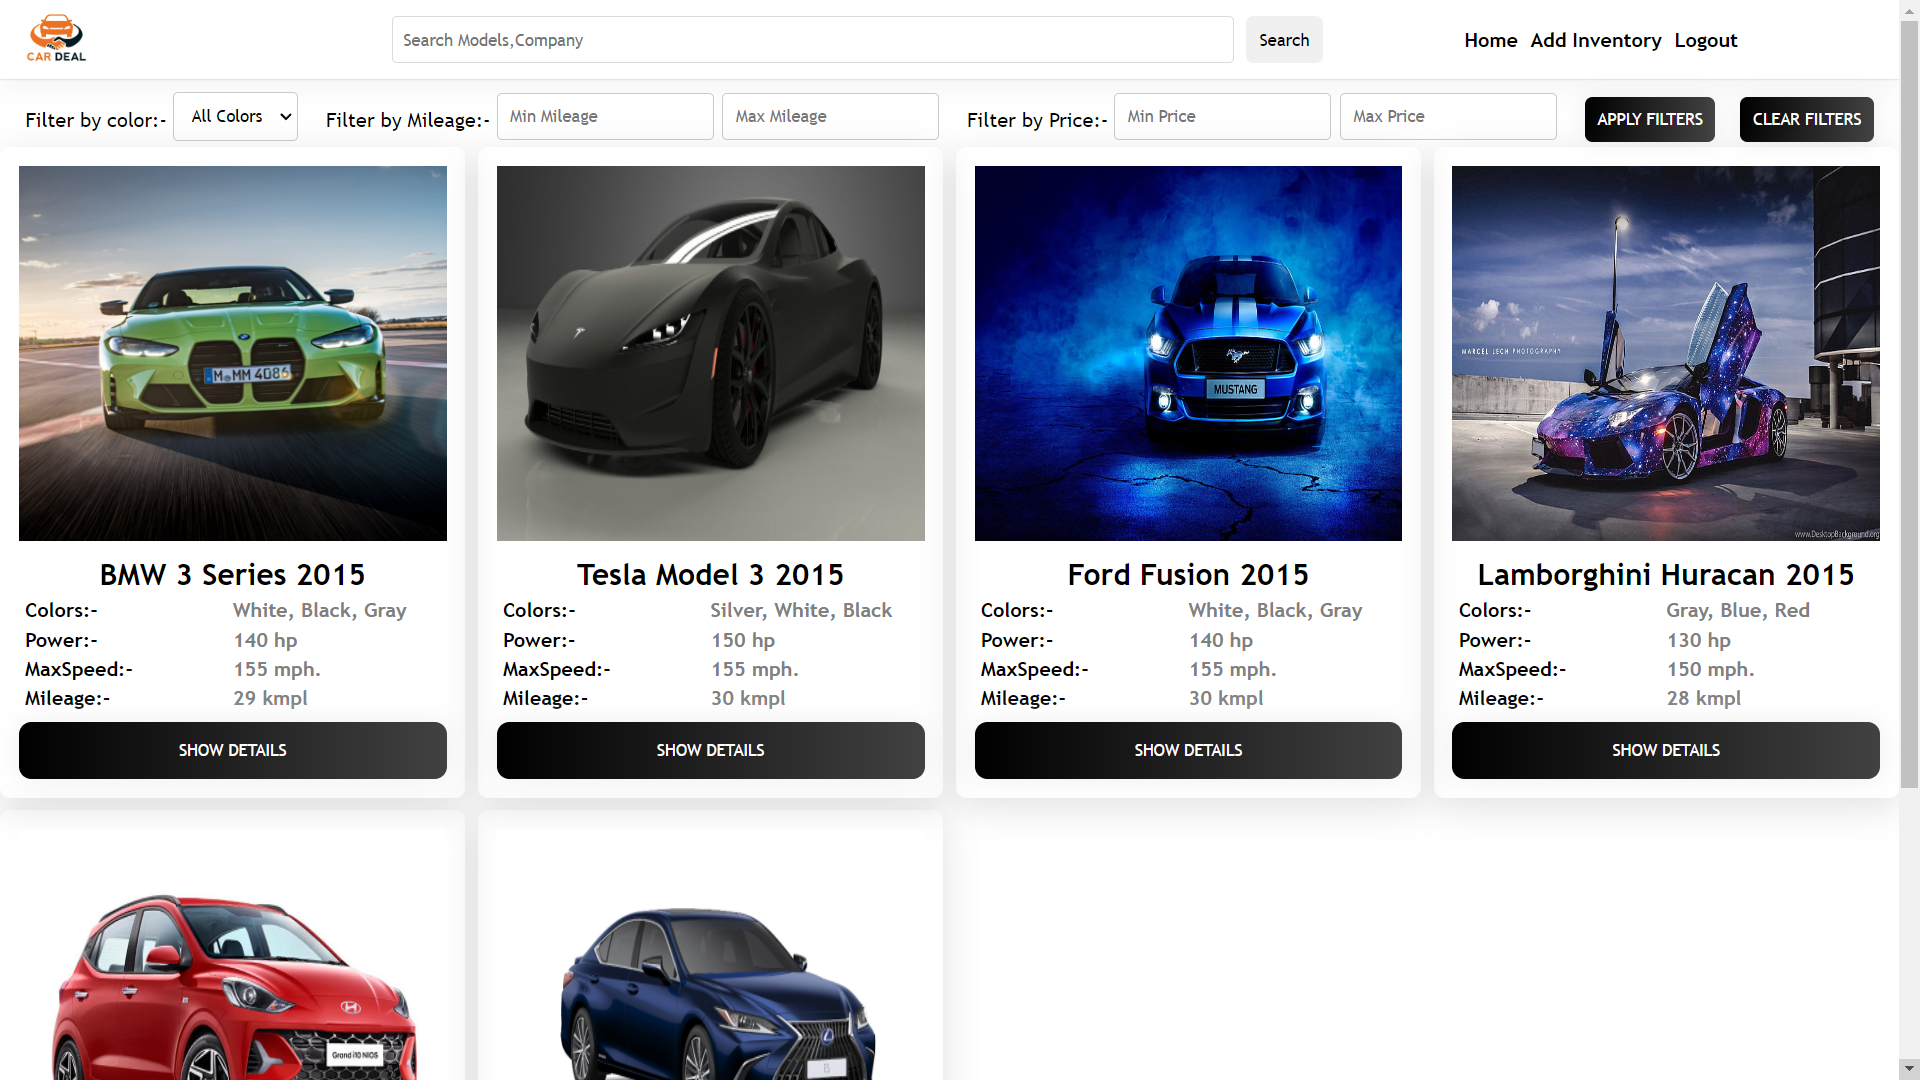 CAR DEAL
Search Models,Company
Search
Home Add Inventory Logout
Filter by color:- All Colors Filter by Mileage:- Min Mileage Max Mileage Filter by Price:- Min Price Max Price APPLY FILTERS CLEAR FILTERS
M MM 4086
MUSTANG
MARCEL LECH PHOTOGRAPHY
www.DesktopBackground.org
BMW 3 Series 2015
Colors:- White, Black, Gray
Power:- 140 hp
MaxSpeed:- 155 mph.
Mileage:- 29 kmpl
SHOW DETAILS
Tesla Model 3 2015
Colors:- Silver, White, Black
Power:- 150 hp
MaxSpeed:- 155 mph.
Mileage:- 30 kmpl
SHOW DETAILS
Ford Fusion 2015
Colors:- White, Black, Gray
Power:- 140 hp
MaxSpeed:- 155 mph.
Mileage:- 30 kmpl
SHOW DETAILS
Lamborghini Huracan 2015
Colors:- Gray, Blue, Red
Power:- 130 hp
MaxSpeed:- 150 mph.
Mileage:- 28 kmpl
SHOW DETAILS
Grand i10 NIOS